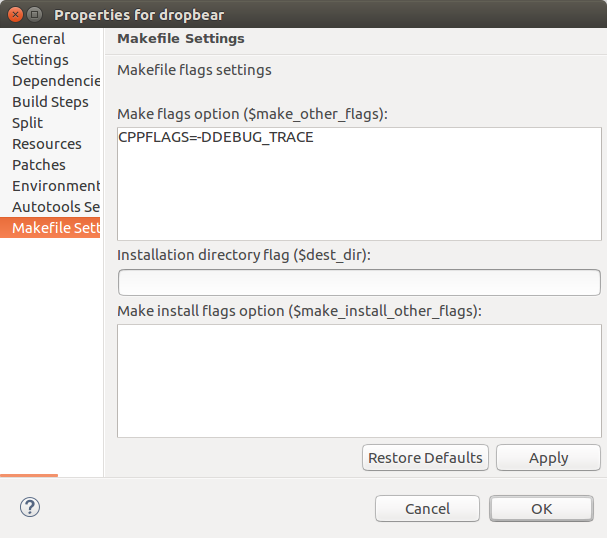 Properties for dropbear
General
Settings
Dependencie
Build Steps
Split
Resources
Patches
Environment
Autotools Se
Makefile Sett
Makefile Settings
Makefile flags settings
Make flags option ($make_other_flags):
CPPFLAGS=-DDEBUG_TRACE
Installation directory flag ($dest_dir):
Make install flags option ($make_install_other_flags):
Restore Defaults
Apply
?
Cancel
OK